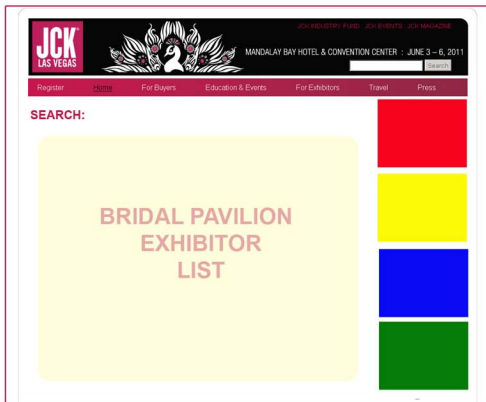 JCK INDUSTRY FUND JCK EVENTS JCK MAGAZINE
JCK
LAS VEGAS
MANDALAY BAY HOTEL & CONVENTION CENTER : JUNE 3 – 6, 2011
Search
Register Home For Buyers Education & Events For Exhibitors Travel Press
SEARCH:
BRIDAL PAVILION
EXHIBITOR
LIST